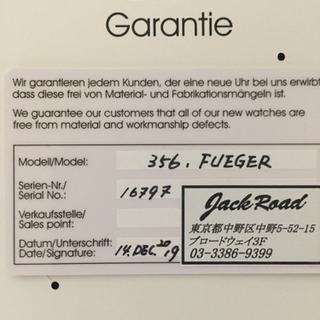 Garantie
Wir garantieren jedem Kunden, der eine neue Uhr bei uns erwirbt
dass diese frei von Material- und Fabrikationsmängeln ist.
We guarantee our customers that all of our new watches are
free from material and workmanship defects.
Modell/Model: 356. FUEGER
Serien-Nr./
Serial No.: 16797
Verkaufsstelle/
Sales point:
Jack Road
東京都中野区中野5-52-15
ブロードウェイ3F
03-3386-9399
Datum/Unterschrift:
Date/Signature: 14. DEC. 2019